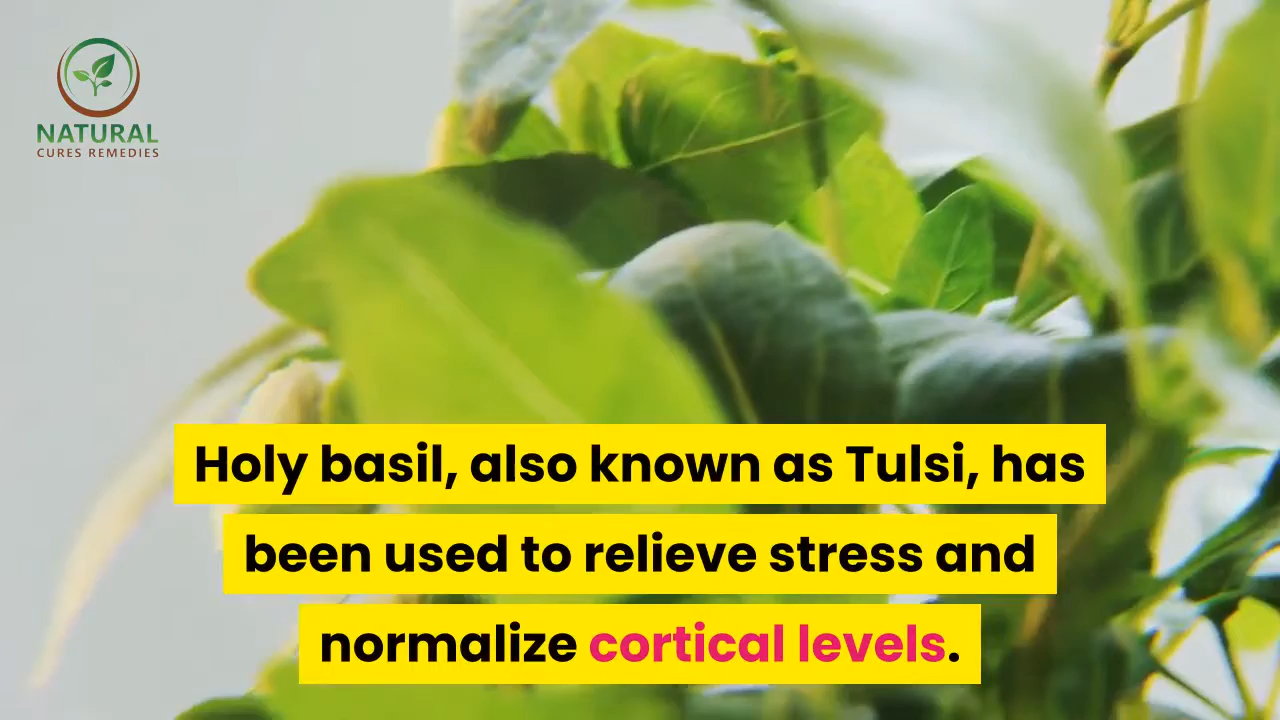 NATURAL
CURES REMEDIES
Holy basil, also known as Tulsi, has
been used to relieve stress and
normalize cortical levels.